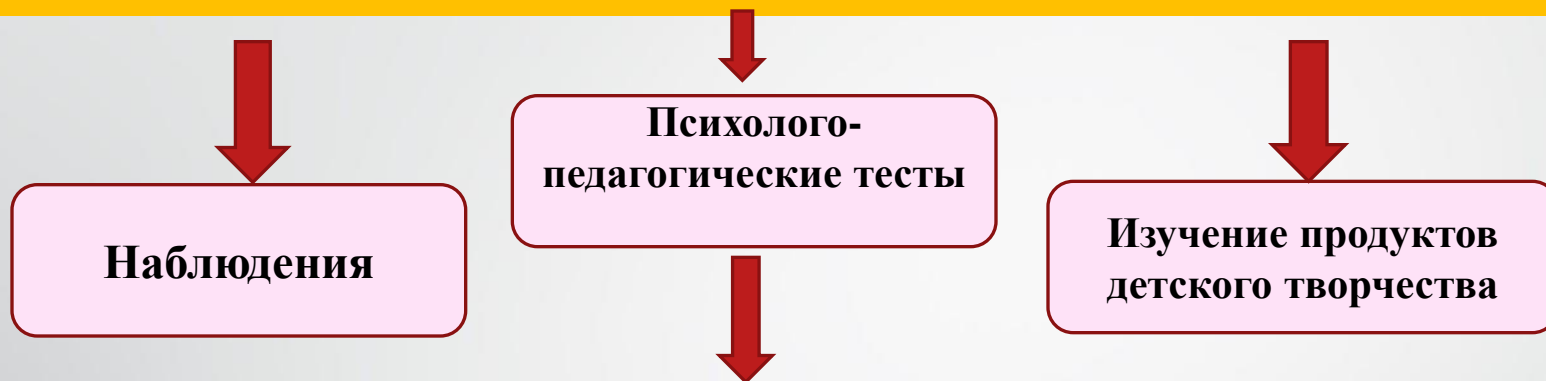 Наблюдения
Психолого-
педагогические тесты
Изучение продуктов
детского творчества